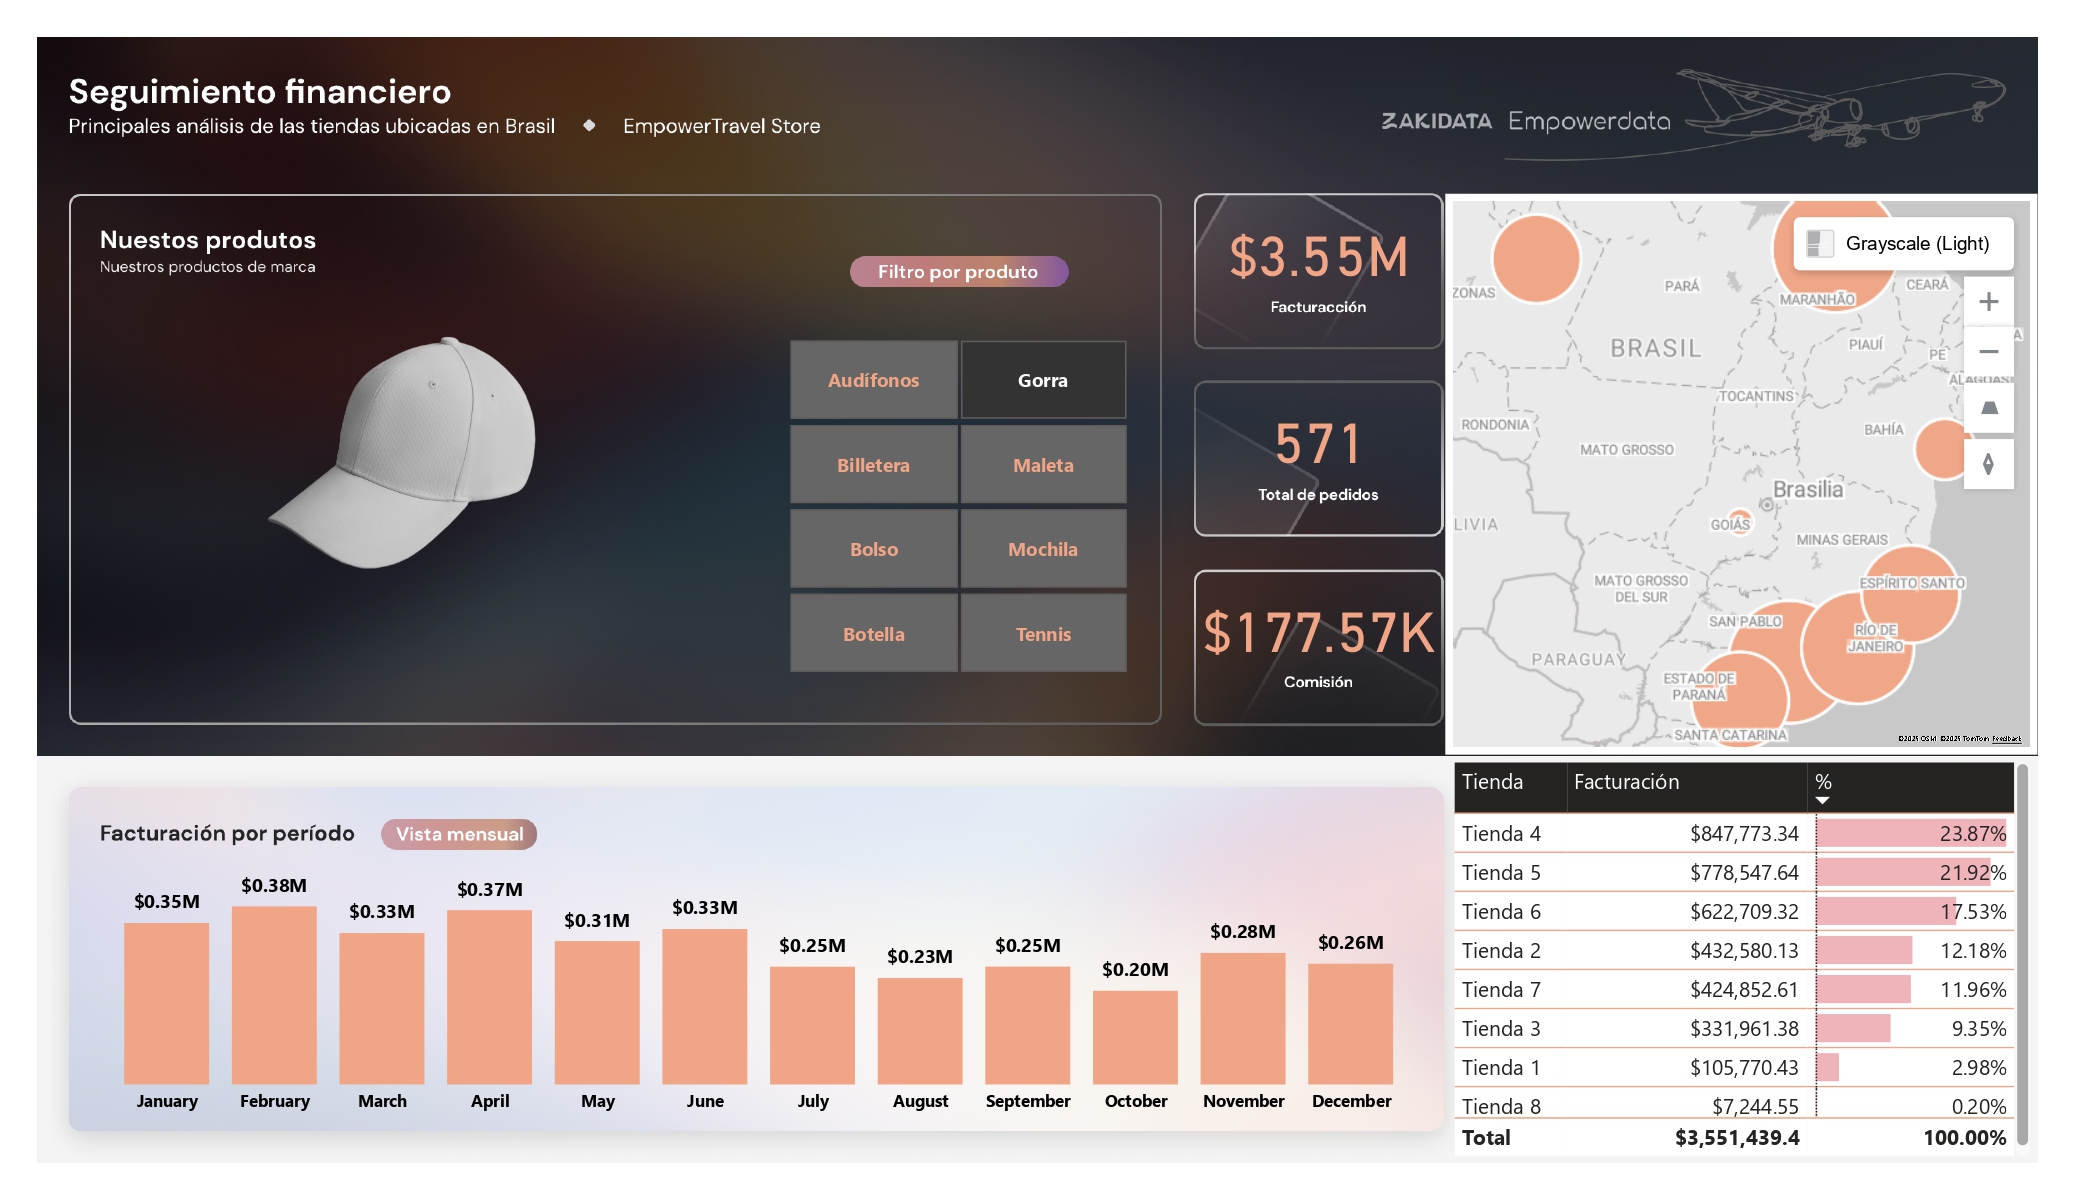 Seguimiento financiero
Principales análisis de las tiendas ubicadas en Brasil ◆ EmpowerTravel Store
ZAKIDATA Empowerdata
Nuestos produtos
Nuestros productos de marca
Filtro por produto
Audífonos Gorra
Billetera Maleta
Bolso Mochila
Botella Tennis
$3.55M
Facturacción
571
Total de pedidos
$177.57K
Comisión
Grayscale (Light)
ZONAS
PARÁ
MARANHÃO
CEARÁ
BRASIL
PIAUÍ
PE
A
ALAGOAS
TOCANTINS
RONDONIA
MATO GROSSO
BAHÍA
Brasilia
LIVIA
GOIÁS
MINAS GERAIS
MATO GROSSO
DEL SUR
ESPÍRITO SANTO
SAN PABLO
RÍO DE
JANEIRO
PARAGUAY
ESTADO DE
PARANÁ
SANTA CATARINA
©2025 OSM ©2025 TomTom Feedback
Facturación por período Vista mensual
$0.35M $0.38M $0.33M $0.37M $0.31M $0.33M $0.25M $0.23M $0.25M $0.20M $0.28M $0.26M
January February March April May June July August September October November December
Tienda Facturación %
Tienda 4 $847,773.34 23.87%
Tienda 5 $778,547.64 21.92%
Tienda 6 $622,709.32 17.53%
Tienda 2 $432,580.13 12.18%
Tienda 7 $424,852.61 11.96%
Tienda 3 $331,961.38 9.35%
Tienda 1 $105,770.43 2.98%
Tienda 8 $7,244.55 0.20%
Total $3,551,439.4 100.00%